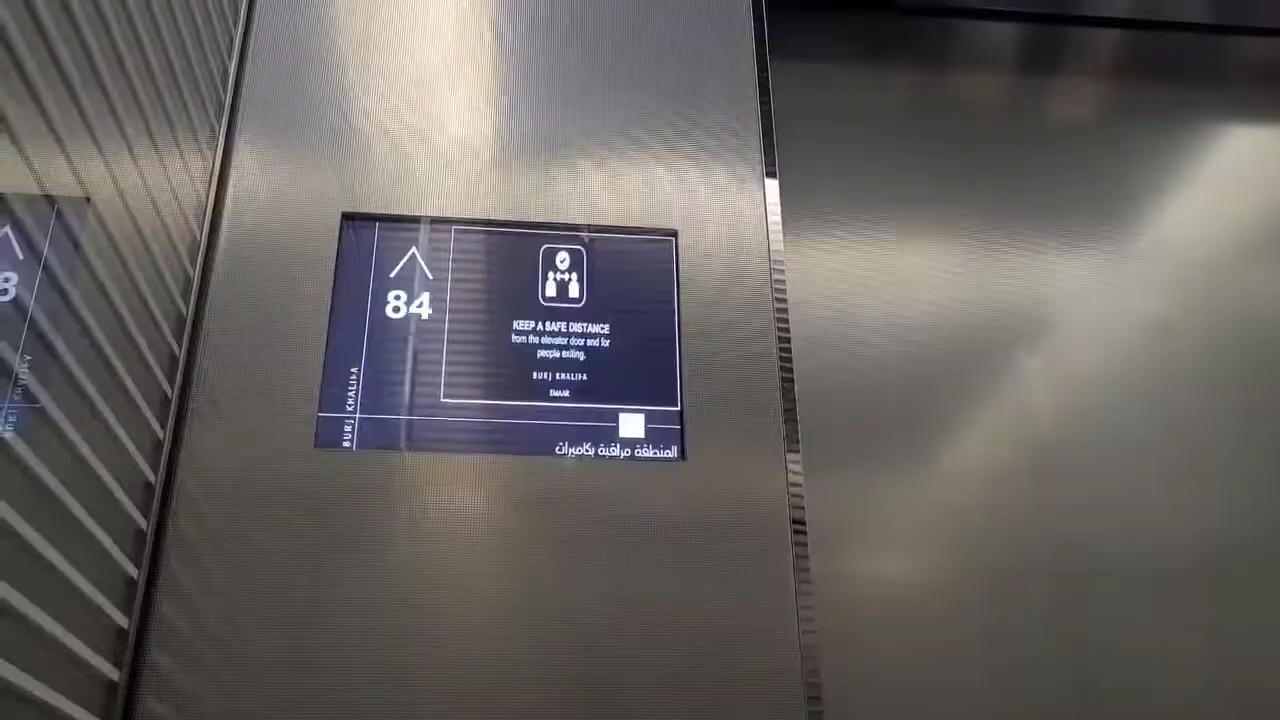 84
KEEP A SAFE DISTANCE
from the elevator door and for
people exiting.
BURJ KHALIFA
EMAAR
BURJ KHALIFA
المنطقة مراقبة بكاميرات